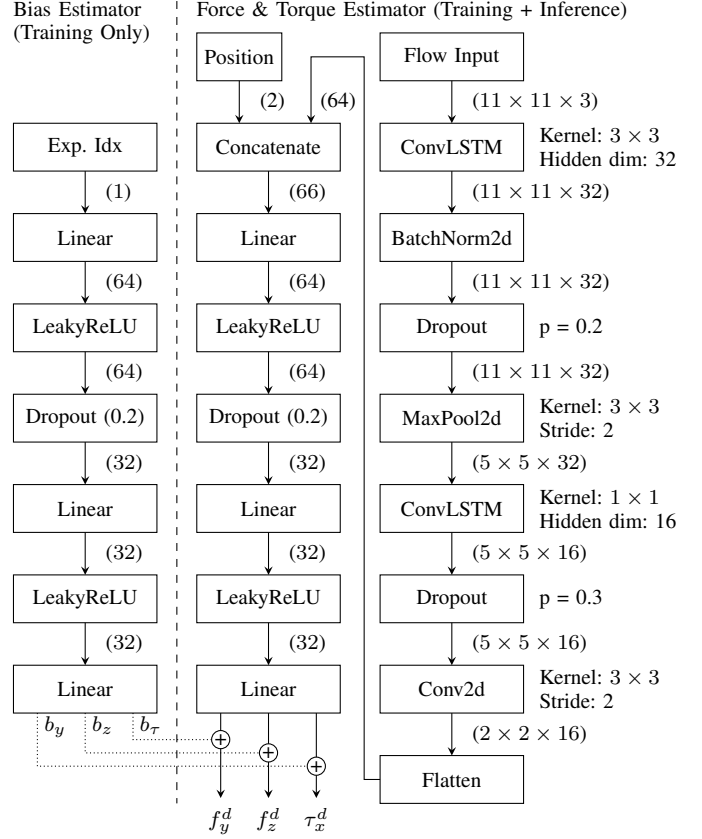 Bias Estimator
(Training Only)
Exp. Idx
(1)
Linear
(64)
LeakyReLU
(64)
Dropout (0.2)
(32)
Linear
(32)
LeakyReLU
(32)
Linear
b_y b_z b_τ
Force & Torque Estimator (Training + Inference)
Position
(2) (64)
Concatenate
(66)
Linear
(64)
LeakyReLU
(64)
Dropout (0.2)
(32)
Linear
(32)
LeakyReLU
(32)
Linear
+
+
+
f_y^d f_z^d τ_x^d
Flow Input
(11 × 11 × 3)
ConvLSTM
Kernel: 3 × 3
Hidden dim: 32
(11 × 11 × 32)
BatchNorm2d
(11 × 11 × 32)
Dropout
p = 0.2
(11 × 11 × 32)
MaxPool2d
Kernel: 3 × 3
Stride: 2
(5 × 5 × 32)
ConvLSTM
Kernel: 1 × 1
Hidden dim: 16
(5 × 5 × 16)
Dropout
p = 0.3
(5 × 5 × 16)
Conv2d
Kernel: 3 × 3
Stride: 2
(2 × 2 × 16)
Flatten